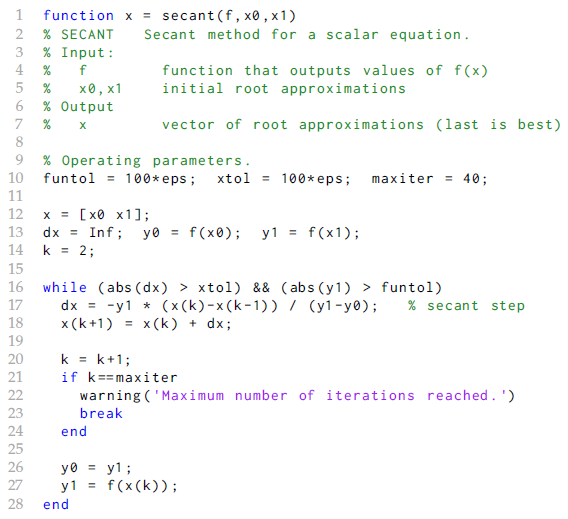 1 function x = secant(f,x0,x1)
2 % SECANT   Secant method for a scalar equation.
3 % Input:
4 %   f        function that outputs values of f(x)
5 %   x0,x1    initial root approximations
6 % Output
7 %   x        vector of root approximations (last is best)
8
9 % Operating parameters.
10 funtol = 100*eps;  xtol = 100*eps;  maxiter = 40;
11
12 x = [x0 x1];
13 dx = Inf;  y0 = f(x0);  y1 = f(x1);
14 k = 2;
15
16 while (abs(dx) > xtol) && (abs(y1) > funtol)
17   dx = -y1 * (x(k)-x(k-1)) / (y1-y0);   % secant step
18   x(k+1) = x(k) + dx;
19
20   k = k+1;
21   if k==maxiter
22     warning('Maximum number of iterations reached.')
23     break
24   end
25
26   y0 = y1;
27   y1 = f(x(k));
28 end